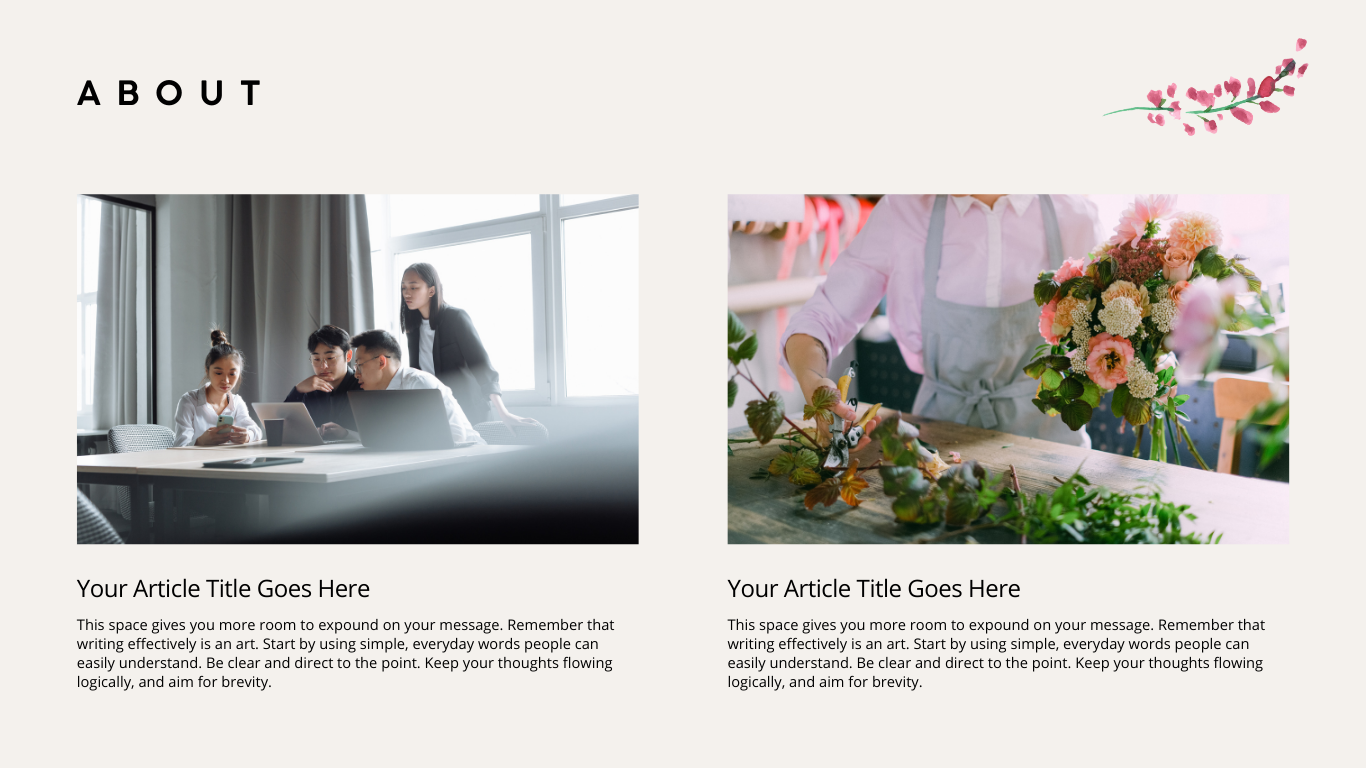 ABOUT
Your Article Title Goes Here
This space gives you more room to expound on your message. Remember that
writing effectively is an art. Start by using simple, everyday words people can
easily understand. Be clear and direct to the point. Keep your thoughts flowing
logically, and aim for brevity.
Your Article Title Goes Here
This space gives you more room to expound on your message. Remember that
writing effectively is an art. Start by using simple, everyday words people can
easily understand. Be clear and direct to the point. Keep your thoughts flowing
logically, and aim for brevity.